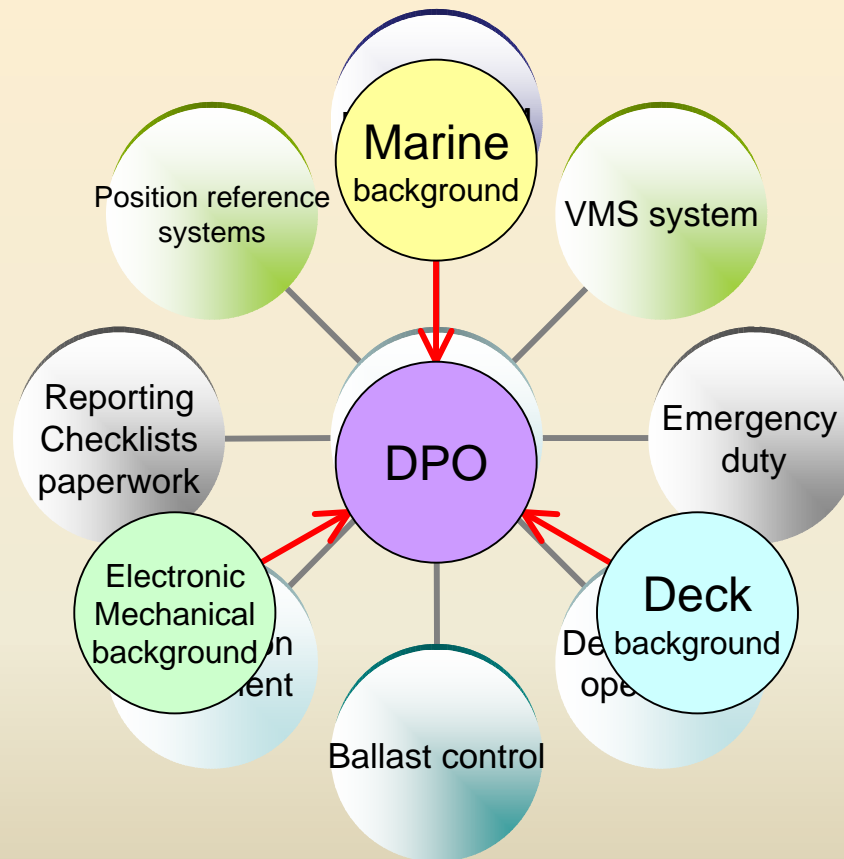 Marine
background
Position reference
systems
VMS system
Reporting
Checklists
paperwork
DPO
Emergency
duty
Electronic
Mechanical
background
Deck
background
Ballast control